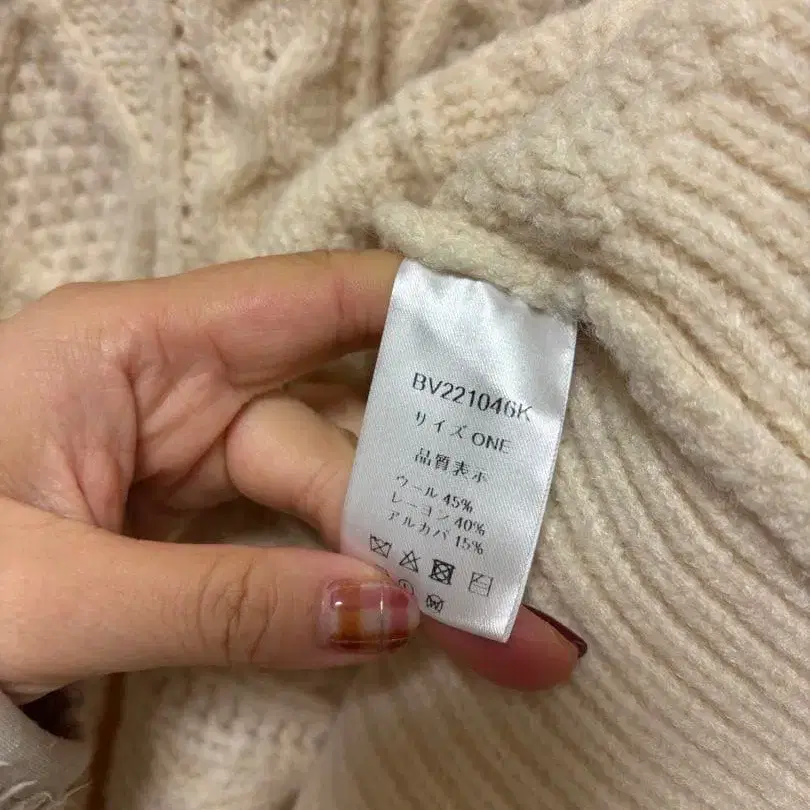 BV221046K
サイズ ONE
品質表示
ウール 45%
レーヨン 40%
アルカパ 15%
W